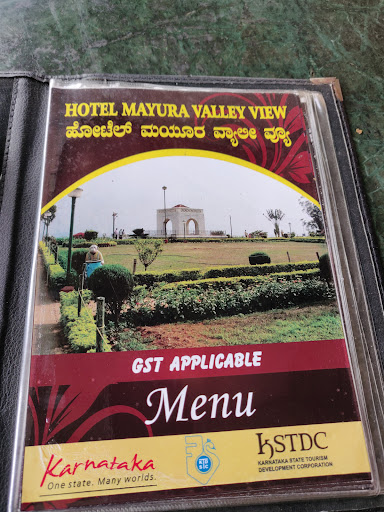 HOTEL MAYURA VALLEY VIEW
ಹೋಟೆಲ್ ಮಯೂರ ವ್ಯಾಲೀ ವ್ಯೂ
GST APPLICABLE
Menu
Karnataka
One state. Many worlds.
KSTDC
KARNATAKA STATE TOURISM
DEVELOPMENT CORPORATION